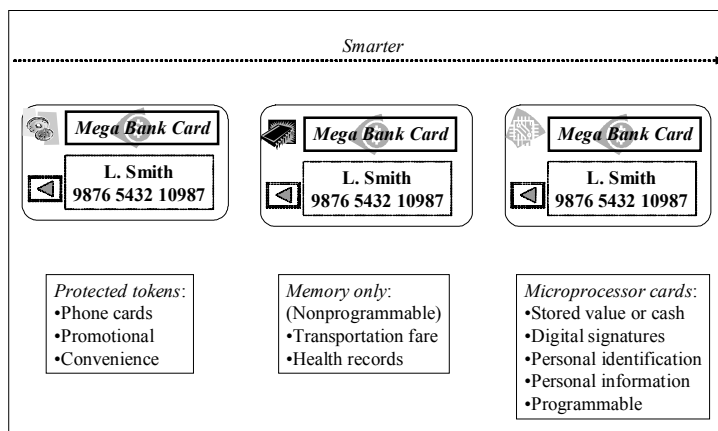 Smarter
Mega Bank Card
L. Smith
9876 5432 10987
Mega Bank Card
L. Smith
9876 5432 10987
Mega Bank Card
L. Smith
9876 5432 10987
Protected tokens:
•Phone cards
•Promotional
•Convenience
Memory only:
(Nonprogrammable)
•Transportation fare
•Health records
Microprocessor cards:
•Stored value or cash
•Digital signatures
•Personal identification
•Personal information
•Programmable